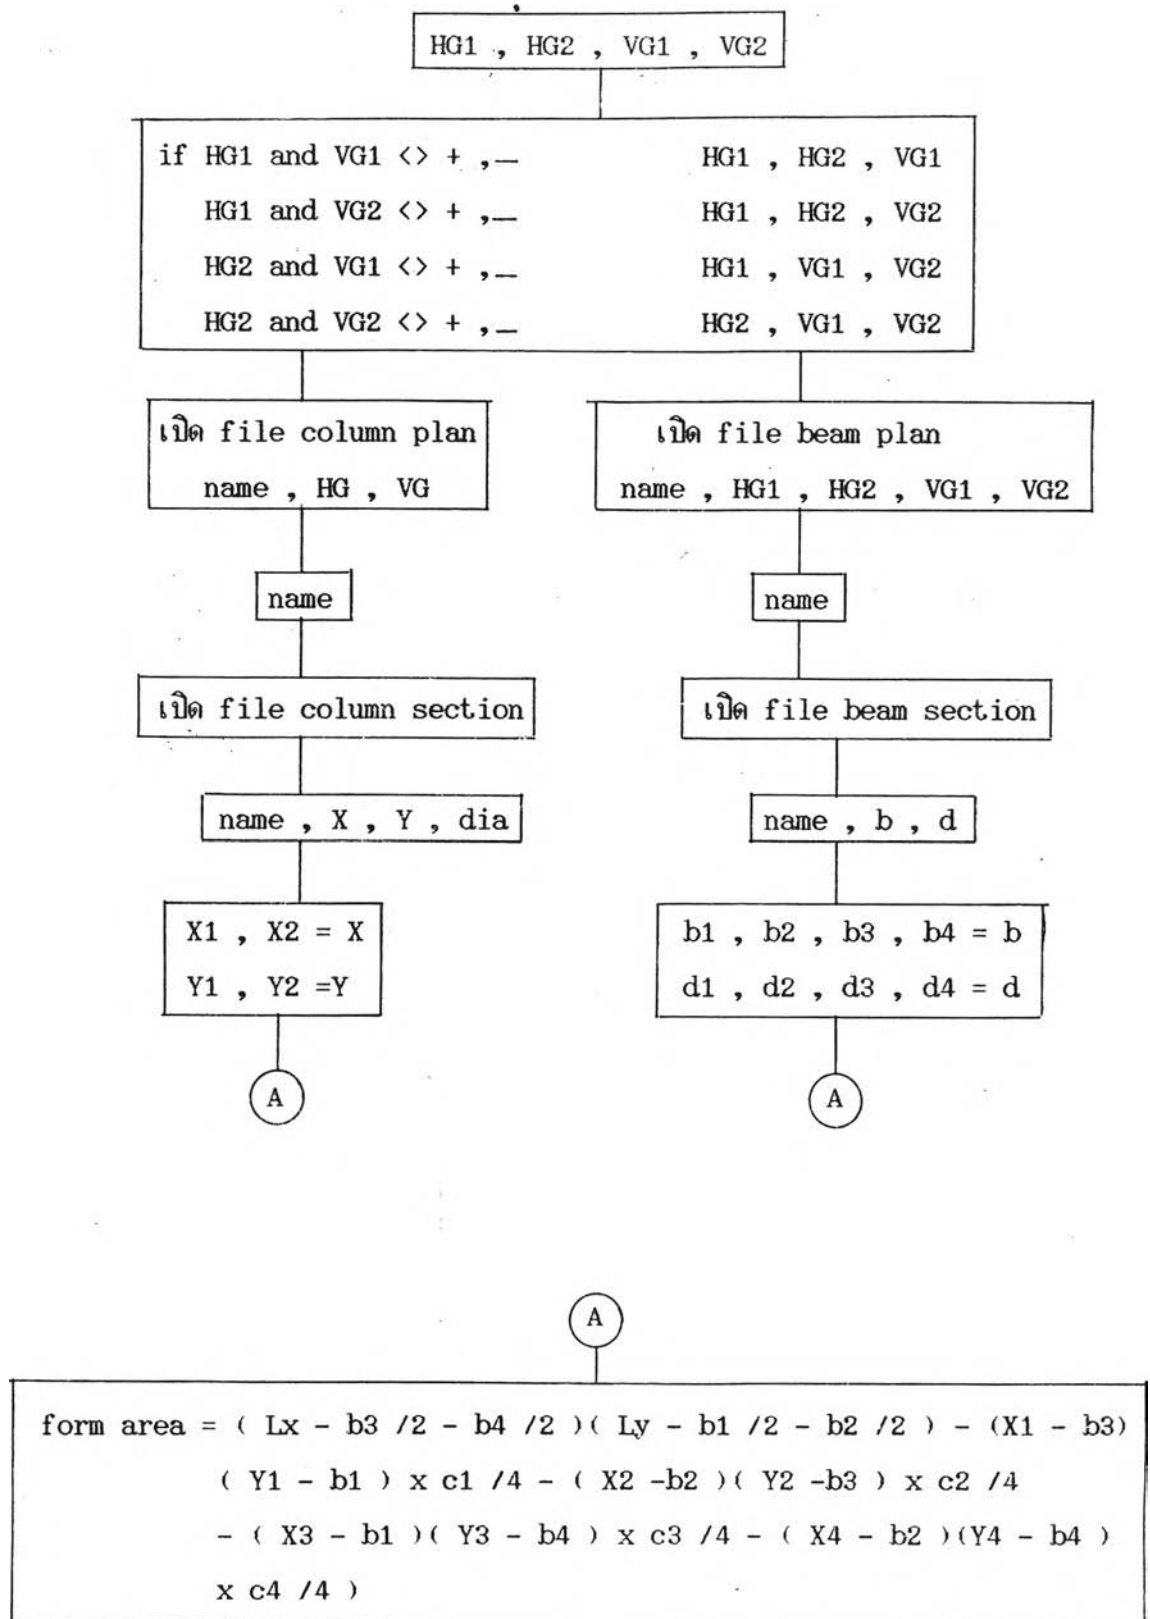 HG1 , HG2 , VG1 , VG2
if HG1 and VG1 <> + ,—
HG1 , HG2 , VG1
HG1 and VG2 <> + ,—
HG1 , HG2 , VG2
HG2 and VG1 <> + ,—
HG1 , VG1 , VG2
HG2 and VG2 <> + ,—
HG2 , VG1 , VG2
เปิด file column plan
name , HG , VG
เปิด file beam plan
name , HG1 , HG2 , VG1 , VG2
name
name
เปิด file column section
เปิด file beam section
name , X , Y , dia
name , b , d
X1 , X2 = X
Y1 , Y2 =Y
b1 , b2 , b3 , b4 = b
d1 , d2 , d3 , d4 = d
A
A
A
form area = ( Lx - b3 /2 - b4 /2 )( Ly - b1 /2 - b2 /2 ) - (X1 - b3)
( Y1 - b1 ) x c1 /4 - ( X2 -b2 )( Y2 -b3 ) x c2 /4
- ( X3 - b1 )( Y3 - b4 ) x c3 /4 - ( X4 - b2 )(Y4 - b4 )
x c4 /4 )